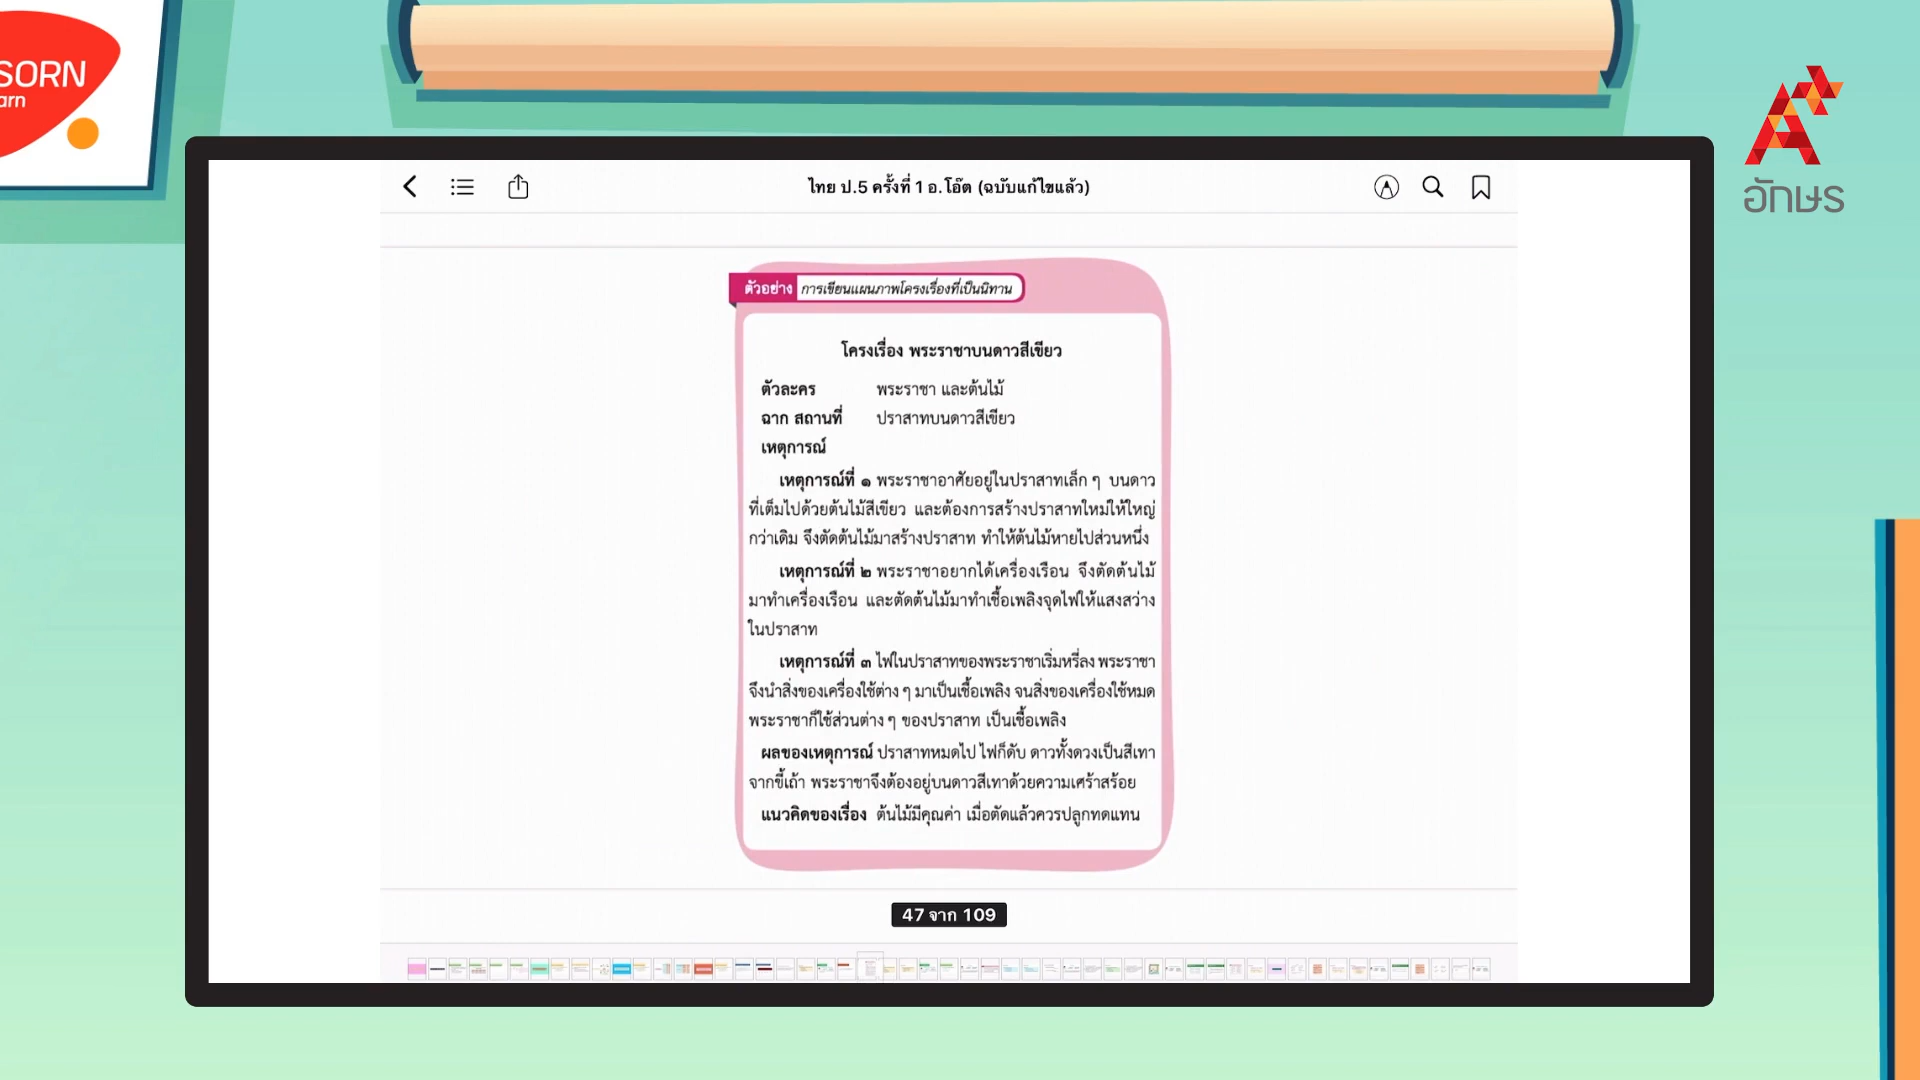 SORN
arn
อักษร
ไทย ป.5 ครั้งที่ 1 อ.โอ๊ต (ฉบับแก้ไขแล้ว)
ตัวอย่าง การเขียนแผนภาพโครงเรื่องที่เป็นนิทาน
โครงเรื่อง พระราชาบนดาวสีเขียว
ตัวละคร พระราชา และต้นไม้
ฉาก สถานที่ ปราสาทบนดาวสีเขียว
เหตุการณ์
เหตุการณ์ที่ ๑ พระราชาอาศัยอยู่ในปราสาทเล็ก ๆ บนดาว
ที่เต็มไปด้วยต้นไม้สีเขียว และต้องการสร้างปราสาทใหม่ให้ใหญ่
กว่าเดิม จึงตัดต้นไม้มาสร้างปราสาท ทำให้ต้นไม้หายไปส่วนหนึ่ง
เหตุการณ์ที่ ๒ พระราชาอยากได้เครื่องเรือน จึงตัดต้นไม้
มาทำเครื่องเรือน และตัดต้นไม้มาทำเชื้อเพลิงจุดไฟให้แสงสว่าง
ในปราสาท
เหตุการณ์ที่ ๓ ไฟในปราสาทของพระราชาเริ่มหรี่ลง พระราชา
จึงนำสิ่งของเครื่องใช้ต่าง ๆ มาเป็นเชื้อเพลิง จนสิ่งของเครื่องใช้หมด
พระราชาก็ใช้ส่วนต่าง ๆ ของปราสาท เป็นเชื้อเพลิง
ผลของเหตุการณ์ ปราสาทหมดไป ไฟก็ดับ ดาวทั้งดวงเป็นสีเทา
จากขี้เถ้า พระราชาจึงต้องอยู่บนดาวสีเทาด้วยความเศร้าสร้อย
แนวคิดของเรื่อง ต้นไม้มีคุณค่า เมื่อตัดแล้วควรปลูกทดแทน
47 จาก 109